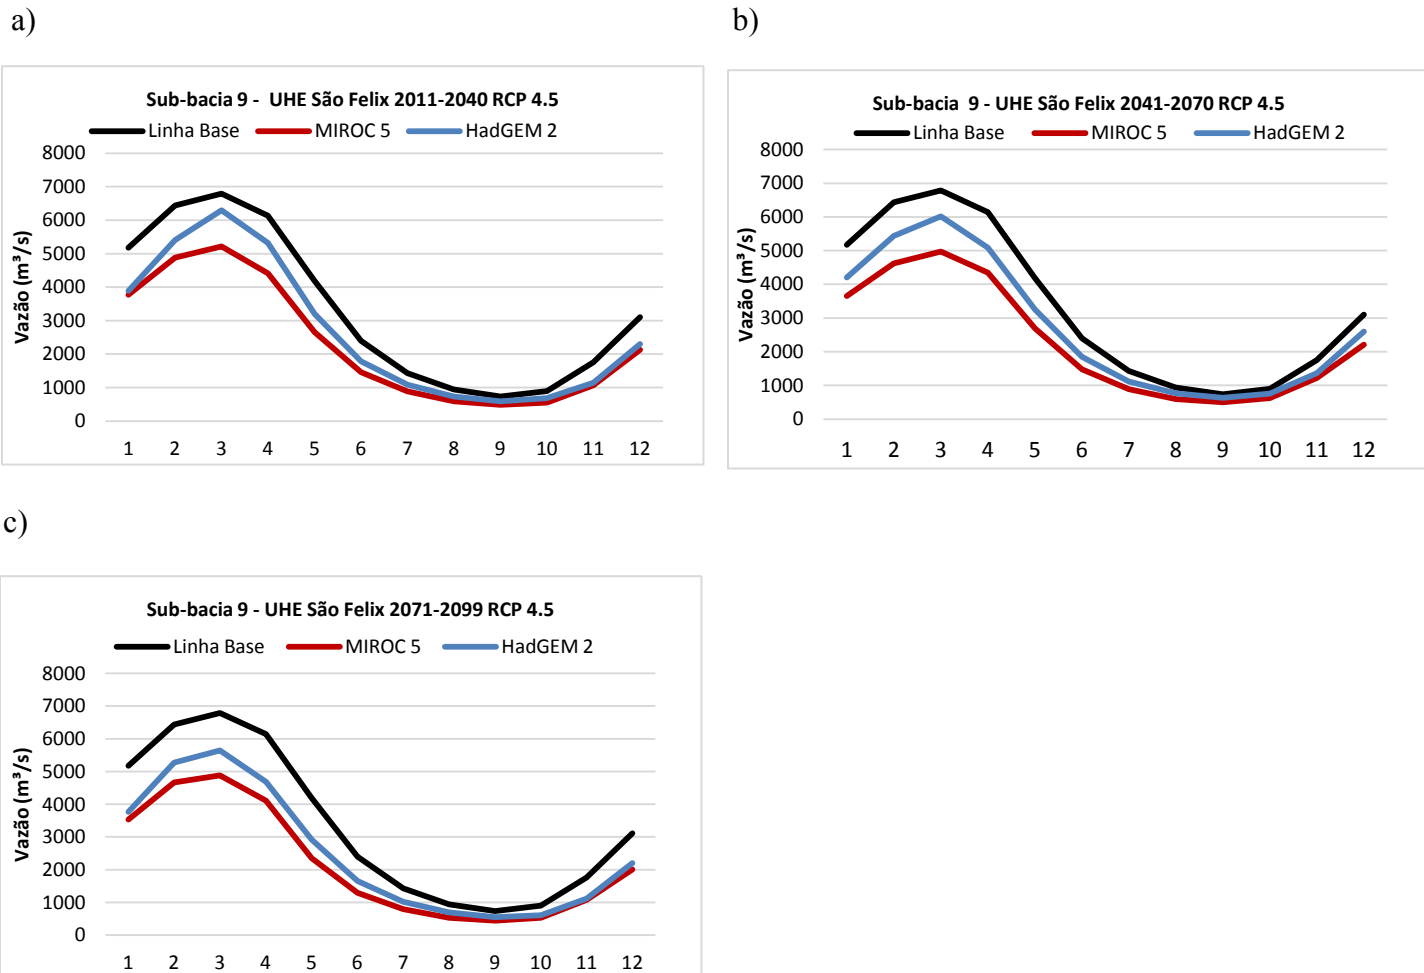 a)
Sub-bacia 9 - UHE São Felix 2011-2040 RCP 4.5
Linha Base MIROC 5 HadGEM 2
Vazão (m³/s)
8000
7000
6000
5000
4000
3000
2000
1000
0
1 2 3 4 5 6 7 8 9 10 11 12
b)
Sub-bacia 9 - UHE São Felix 2041-2070 RCP 4.5
Linha Base MIROC 5 HadGEM 2
Vazão (m³/s)
8000
7000
6000
5000
4000
3000
2000
1000
0
1 2 3 4 5 6 7 8 9 10 11 12
c)
Sub-bacia 9 - UHE São Felix 2071-2099 RCP 4.5
Linha Base MIROC 5 HadGEM 2
Vazão (m³/s)
8000
7000
6000
5000
4000
3000
2000
1000
0
1 2 3 4 5 6 7 8 9 10 11 12